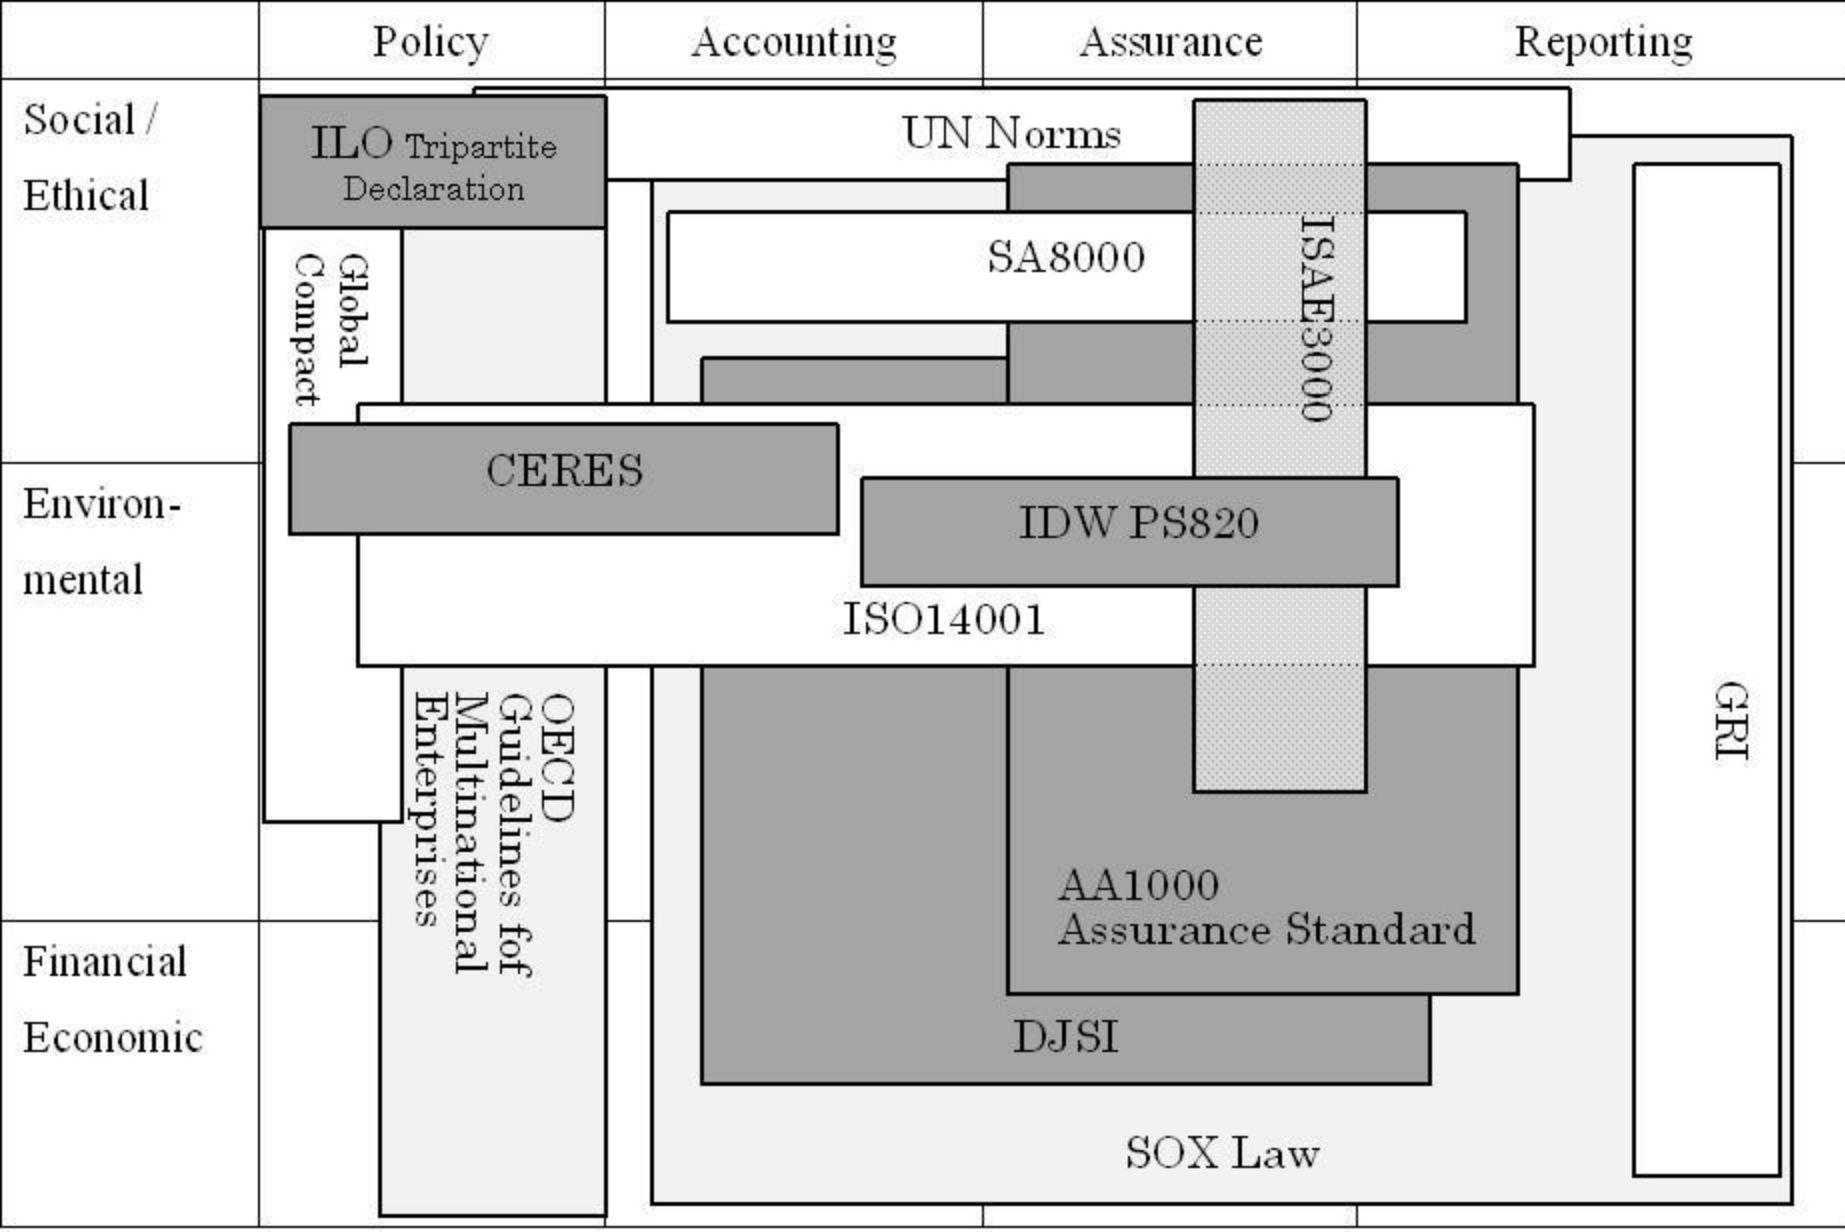 Policy
Accounting
Assurance
Reporting
Social /
Ethical
ILO Tripartite
Declaration
UN Norms
Global
Compact
SA8000
ISAE3000
CERES
Environ-
mental
IDW PS820
ISO14001
OECD
Guidelines fof
Multinational
Enterprises
GRI
AA1000
Assurance Standard
Financial
Economic
DJSI
SOX Law